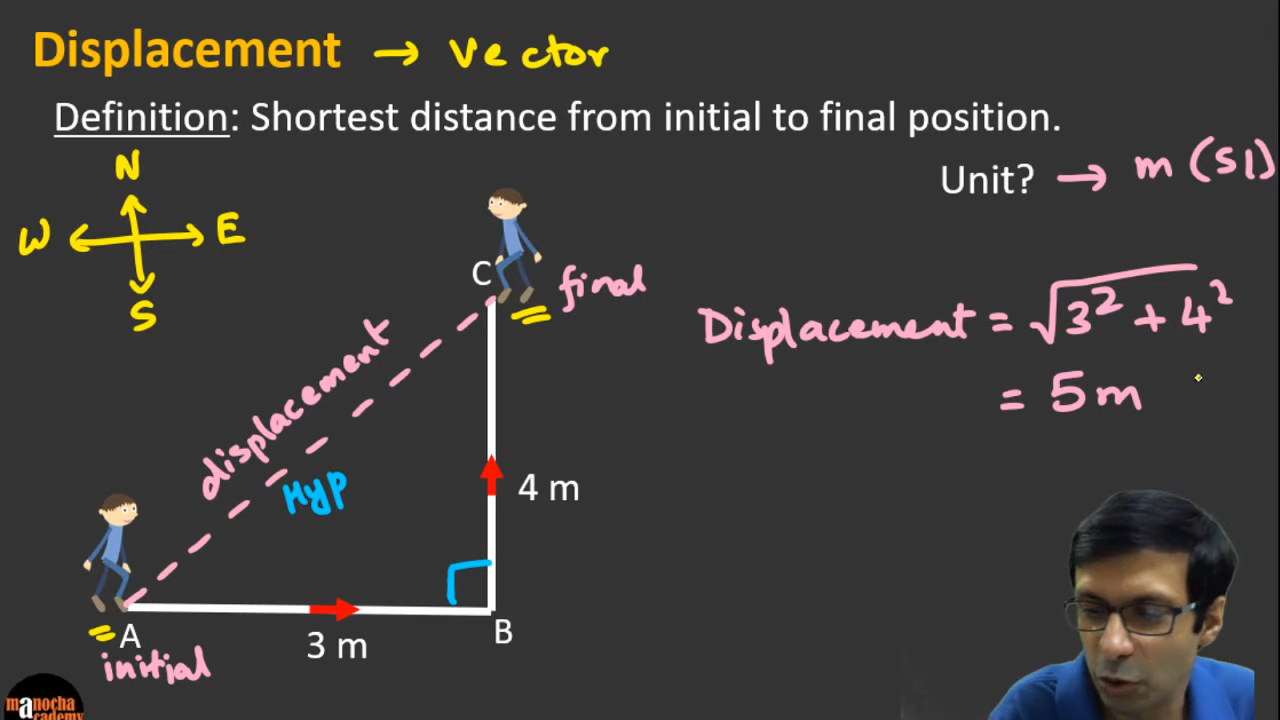 Displacement → Vector
Definition: Shortest distance from initial to final position.
Unit? → m (SI)
N
W E
S
C
final
Displacement = √3² + 4²
= 5m
displacement
Hyp
4 m
A
B
3 m
initial
manocha
academy